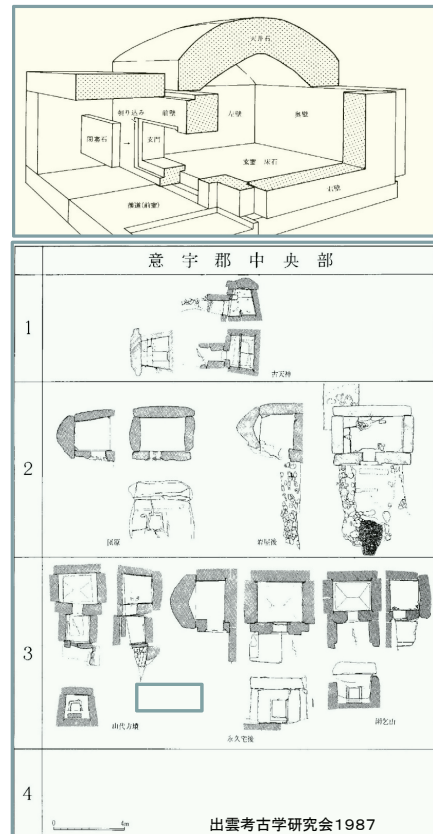 天井石
刳り込み
前壁
左壁
奥壁
閉塞石
玄門
玄室 床石
右壁
羨道(前室)
意宇郡中央部
1
古天神
2
岡原
岩屋後
3
山代方墳
永久宅後
御乞山
4
0 4m
出雲考古学研究会1987